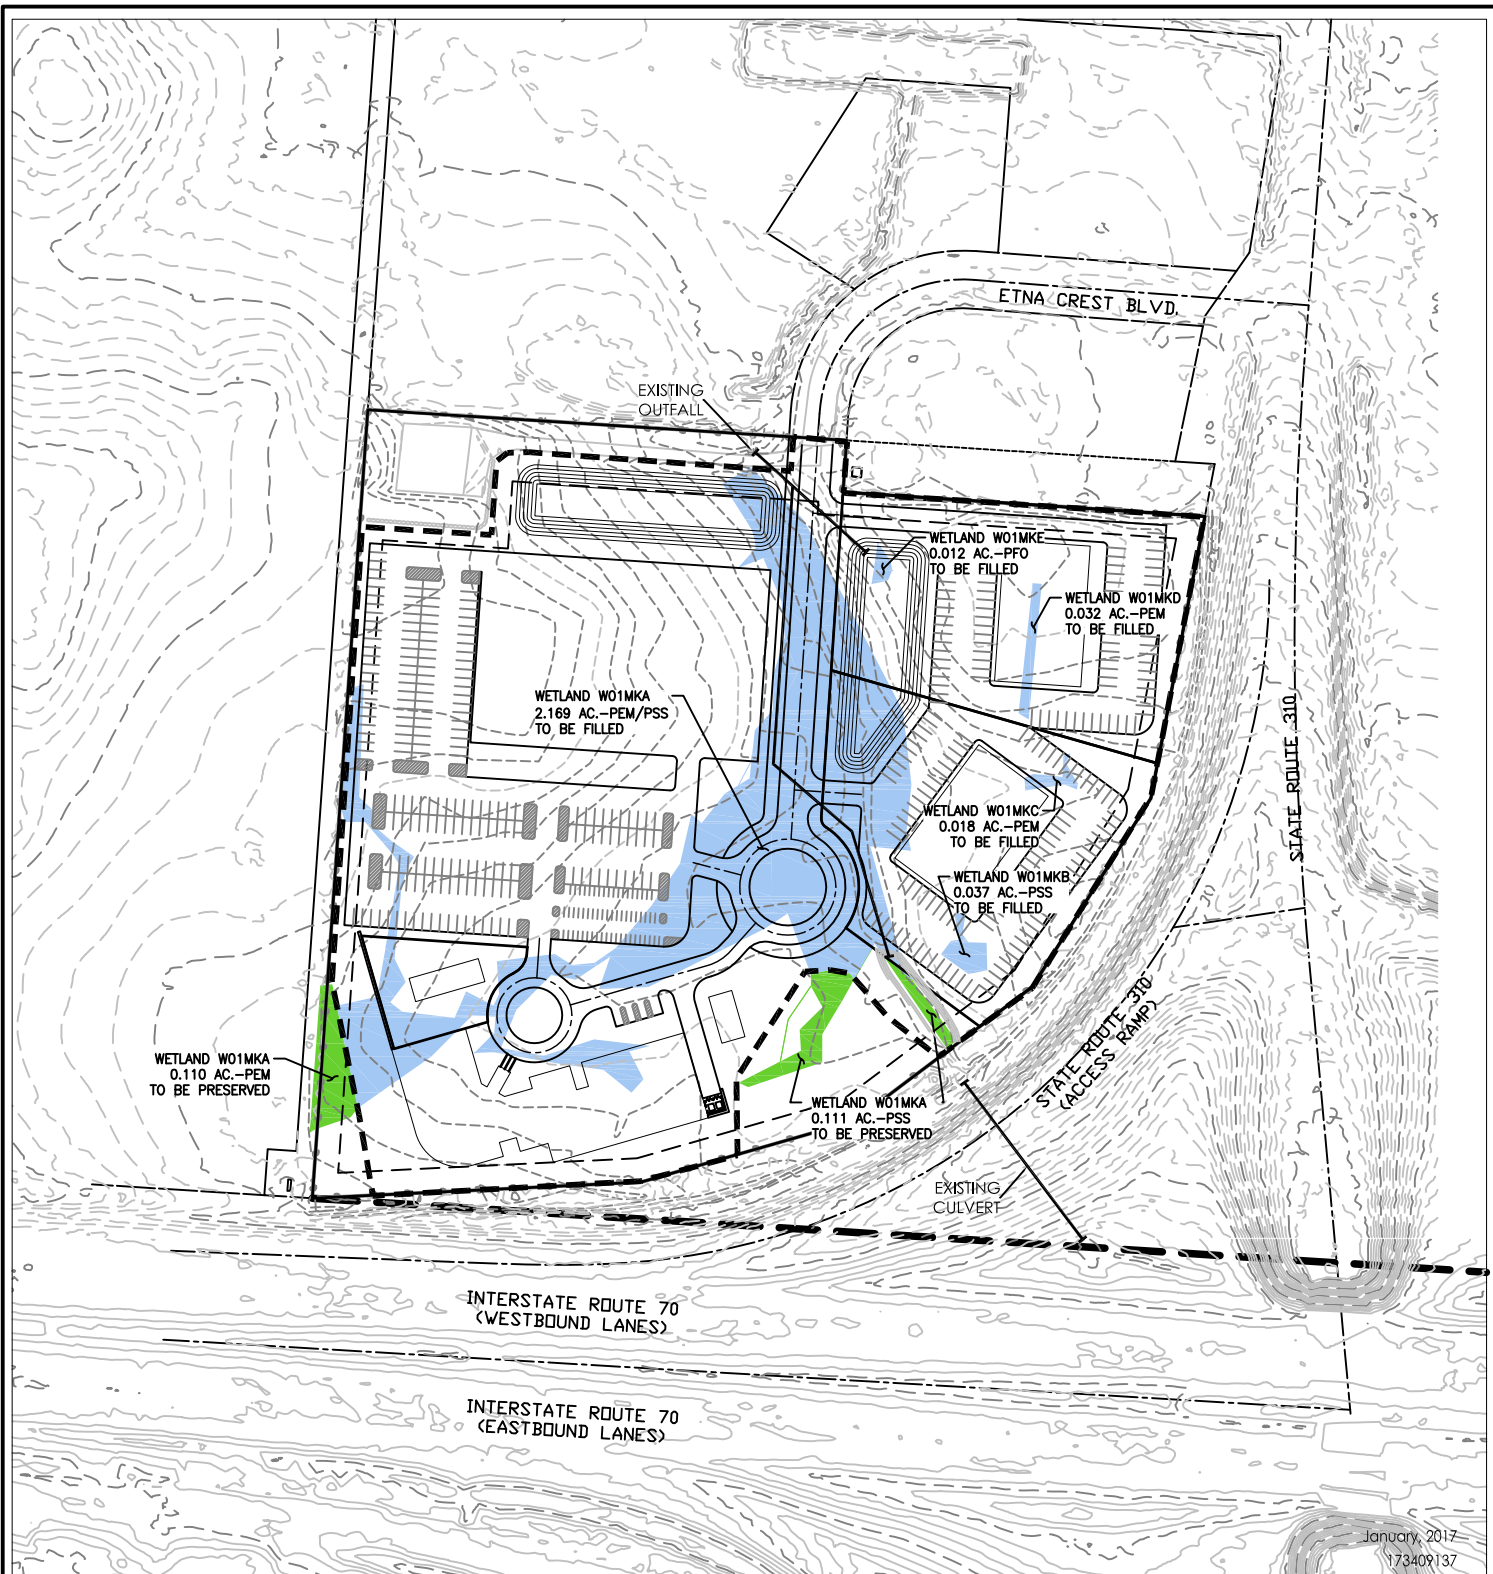 ETNA CREST BLVD.
EXISTING
OUTFALL
WETLAND W01MKE
0.012 AC.-PFO
TO BE FILLED
WETLAND W01MKD
0.032 AC.-PEM
TO BE FILLED
WETLAND W01MKA
2.169 AC.-PEM/PSS
TO BE FILLED
STATE ROUTE 310
WETLAND W01MKC
0.018 AC.-PEM
TO BE FILLED
WETLAND W01MKB
0.037 AC.-PSS
TO BE FILLED
STATE ROUTE 310
(ACCESS RAMP)
WETLAND W01MKA
0.110 AC.-PEM
TO BE PRESERVED
WETLAND W01MKA
0.111 AC.-PSS
TO BE PRESERVED
EXISTING
CULVERT
INTERSTATE ROUTE 70
(WESTBOUND LANES)
INTERSTATE ROUTE 70
(EASTBOUND LANES)
January, 2017
173409137